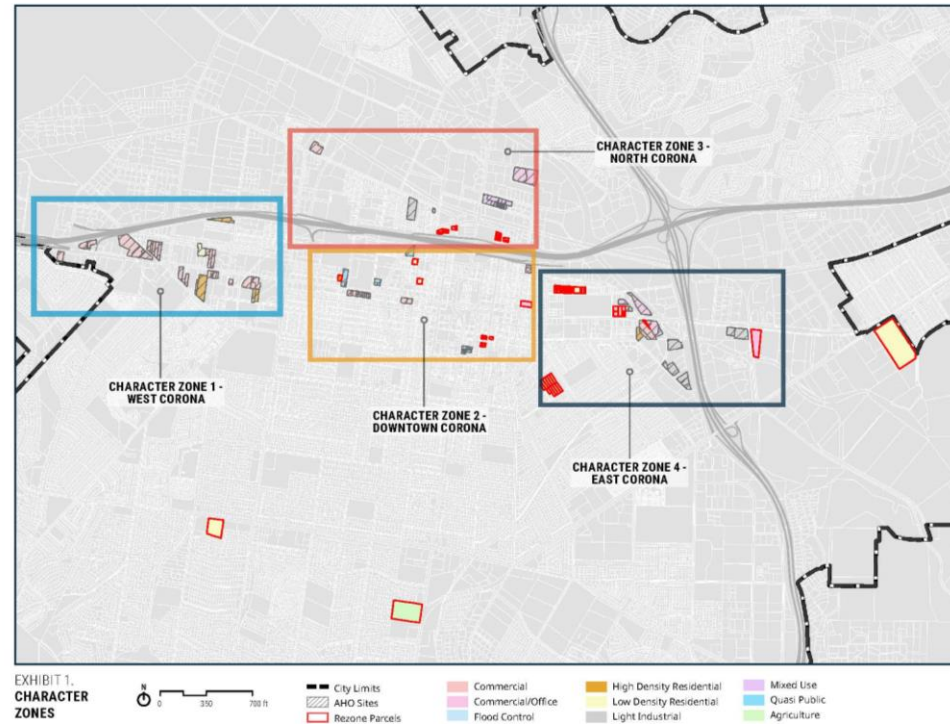 CHARACTER ZONE 3 -
NORTH CORONA
CHARACTER ZONE 1 -
WEST CORONA
CHARACTER ZONE 2 -
DOWNTOWN CORONA
CHARACTER ZONE 4 -
EAST CORONA
EXHIBIT 1.
CHARACTER
ZONES
N
0 350 700 ft
City Limits
AHO Sites
Rezone Parcels
Commercial
Commercial/Office
Flood Control
High Density Residential
Low Density Residential
Light Industrial
Mixed Use
Quasi Public
Agriculture